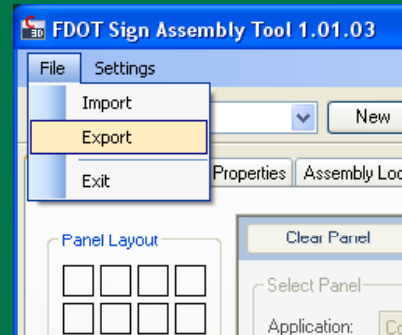 FDOT Sign Assembly Tool 1.01.03
File Settings
Import
New
Export
Exit
Properties Assembly Loc
Panel Layout
Clear Panel
Select Panel
Application: Co